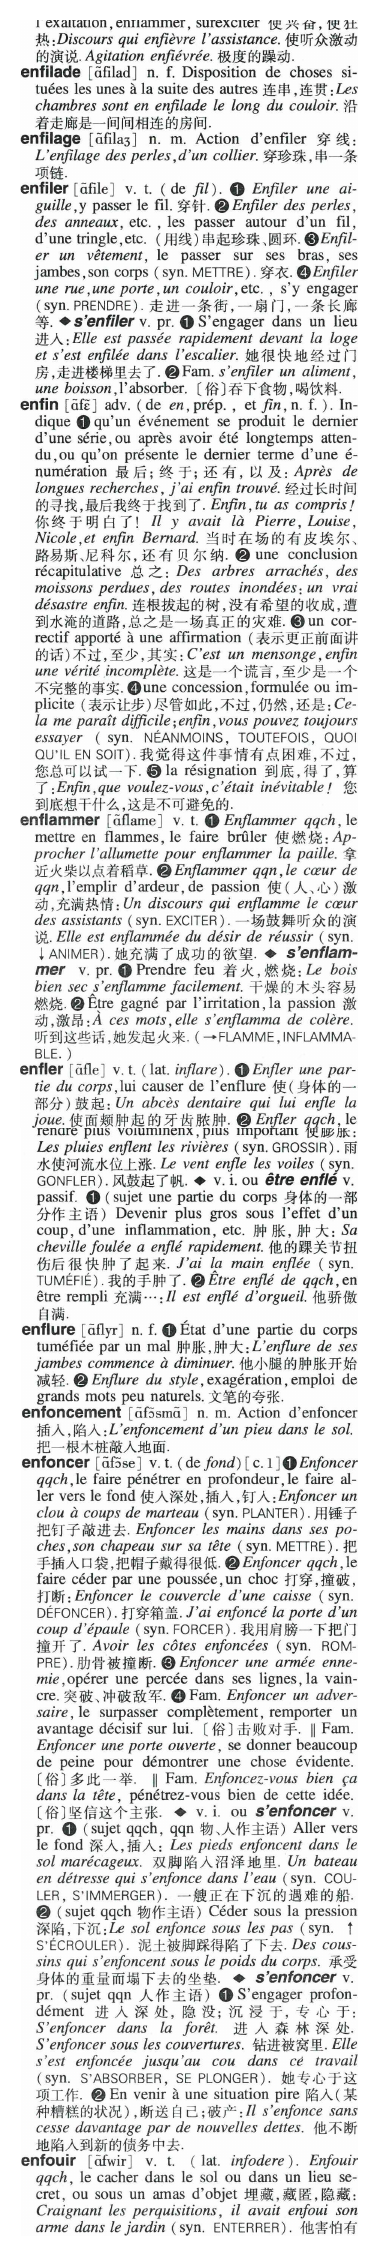 l'exaltation, enflammer, surexciter 使兴奋,使狂
热:Discours qui enfièvre l'assistance. 使听众激动
的演说. Agitation enfiévrée. 极度的躁动.
enfilade [ɑ̃filad] n. f. Disposition de choses si-
tuées les unes à la suite des autres 连串,连贯:Les
chambres sont en enfilade le long du couloir. 沿
着走廊是一间间相连的房间.
enfilage [ɑ̃filaʒ] n. m. Action d'enfiler 穿线:
L'enfilage des perles,d'un collier. 穿珍珠,串一条
项链.
enfiler [ɑ̃file] v. t. (de fil). ❶ Enfiler une ai-
guille,y passer le fil. 穿针. ❷ Enfiler des perles,
des anneaux, etc. , les passer autour d'un fil,
d'une tringle,etc. (用线)串起珍珠、圆环. ❸ Enfil-
er un vêtement, le passer sur ses bras, ses
jambes,son corps (syn. METTRE). 穿衣. ❹ Enfiler
une rue,une porte,un couloir,etc. , s'y engager
(syn. PRENDRE). 走进一条街,一扇门,一条长廊
等. ◆ s'enfiler v. pr. ❶ S'engager dans un lieu
进入:Elle est passée rapidement devant la loge
et s'est enfilée dans l'escalier. 她很快地经过门
房,走进楼梯里去了. ❷ Fam. s'enfiler un aliment,
une boisson,l'absorber. 〔俗〕吞下食物,喝饮料.
enfin [ɑ̃fɛ̃] adv. (de en,prép. , et fin,n. f. ). In-
dique ❶ qu'un événement se produit le dernier
d'une série,ou après avoir été longtemps atten-
du,ou qu'on présente le dernier terme d'une é-
numération 最后;终于;还有,以及: Après de
longues recherches, j'ai enfin trouvé. 经过长时间
的寻找,最后我终于找到了. Enfin,tu as compris!
你终于明白了! Il y avait là Pierre, Louise,
Nicole,et enfin Bernard. 当时在场的有皮埃尔、
路易斯、尼科尔,还有贝尔纳. ❷ une conclusion
récapitulative 总之: Des arbres arrachés, des
moissons perdues, des routes inondées: un vrai
désastre enfin. 连根拔起的树,没有希望的收成,遭
到水淹的道路,总之是一场真正的灾难. ❸ un cor-
rectif apporté à une affirmation (表示更正前面讲
的话)不过,至少,其实:C'est un mensonge,enfin
une vérité incomplète. 这是一个谎言,至少是一个
不完整的事实. ❹ une concession,formulée ou im-
plicite (表示让步)尽管如此,不过,仍然,还是:Ce-
la me paraît difficile;enfin,vous pouvez toujours
essayer (syn. NÉANMOINS, TOUTEFOIS, QUOI
QU'IL EN SOIT). 我觉得这件事情有点困难,不过,
您总可以试一下. ❺ la résignation 到底,得了,算
了:Enfin,que voulez-vous,c'était inévitable! 您
到底想干什么,这是不可避免的.
enflammer [ɑ̃flame] v. t. ❶ Enflammer qqch, le
mettre en flammes, le faire brûler 使燃烧: Ap-
procher l'allumette pour enflammer la paille. 拿
近火柴以点着稻草. ❷ Enflammer qqn,le cœur de
qqn,l'emplir d'ardeur,de passion 使(人、心)激
动,充满热情:Un discours qui enflamme le cœur
des assistants (syn. EXCITER). 一场鼓舞听众的演
说. Elle est enflammée du désir de réussir (syn.
↓ ANIMER). 她充满了成功的欲望. ◆ s'enflam-
mer v. pr. ❶ Prendre feu 着火,燃烧: Le bois
bien sec s'enflamme facilement. 干燥的木头容易
燃烧. ❷ Être gagné par l'irritation,la passion 激
动,激昂:À ces mots,elle s'enflamma de colère.
听到这些话,她发起火来. (→FLAMME,INFLAMMA-
BLE. )
enfler [ɑ̃fle] v. t. (lat. inflare). ❶ Enfler une par-
tie du corps,lui causer de l'enflure 使(身体的一
部分)鼓起: Un abcès dentaire qui lui enfle la
joue. 使面颊肿起的牙齿脓肿. ❷ Enfler qqch, le
rendre plus volumineux,plus important 使膨胀:
Les pluies enflent les rivières (syn. GROSSIR). 雨
水使河流水位上涨. Le vent enfle les voiles (syn.
GONFLER). 风鼓起了帆. ◆ v. i. ou être enflé v.
passif. ❶ (sujet une partie du corps 身体的一部
分作主语) Devenir plus gros sous l'effet d'un
coup, d'une inflammation, etc. 肿胀,肿大: Sa
cheville foulée a enflé rapidement. 他的踝关节扭
伤后很快肿了起来. J'ai la main enflée (syn.
TUMÉFIÉ). 我的手肿了. ❷ Être enflé de qqch,en
être rempli 充满…:Il est enflé d'orgueil. 他骄傲
自满.
enflure [ɑ̃flyr] n. f. ❶ État d'une partie du corps
tuméfiée par un mal 肿胀,肿大:L'enflure de ses
jambes commence à diminuer. 他小腿的肿胀开始
减轻. ❷ Enflure du style,exagération,emploi de
grands mots peu naturels. 文笔的夸张.
enfoncement [ɑ̃fɔ̃smɑ̃] n. m. Action d'enfoncer
插入,陷入:L'enfoncement d'un pieu dans le sol.
把一根木桩敲入地面.
enfoncer [ɑ̃fɔ̃se] v. t. (de fond) [c. 1] ❶ Enfoncer
qqch,le faire pénétrer en profondeur,le faire al-
ler vers le fond 使入深处,插入,钉入:Enfoncer un
clou à coups de marteau (syn. PLANTER). 用锤子
把钉子敲进去. Enfoncer les mains dans ses po-
ches,son chapeau sur sa tête (syn. METTRE). 把
手插入口袋,把帽子戴得很低. ❷ Enfoncer qqch,le
faire céder par une poussée,un choc 打穿,撞破,
打断: Enfoncer le couvercle d'une caisse (syn.
DÉFONCER). 打穿箱盖. J'ai enfoncé la porte d'un
coup d'épaule (syn. FORCER). 我用肩膀一下把门
撞开了. Avoir les côtes enfoncées (syn. ROM-
PRE). 肋骨被撞断. ❸ Enfoncer une armée enne-
mie,opérer une percée dans ses lignes,la vain-
cre. 突破、冲破敌军. ❹ Fam. Enfoncer un adver-
saire, le surpasser complètement, remporter un
avantage décisif sur lui. 〔俗〕击败对手. ‖ Fam.
Enfoncer une porte ouverte, se donner beaucoup
de peine pour démontrer une chose évidente.
〔俗〕多此一举. ‖ Fam. Enfoncez-vous bien ça
dans la tête, pénétrez-vous bien de cette idée.
〔俗〕坚信这个主张. ◆ v. i. ou s'enfoncer v.
pr. ❶ (sujet qqch, qqn 物、人作主语) Aller vers
le fond 深入,插入: Les pieds enfoncent dans le
sol marécageux. 双脚陷入沼泽地里. Un bateau
en détresse qui s'enfonce dans l'eau (syn. COU-
LER, S'IMMERGER). 一艘正在下沉的遇难的船.
❷ (sujet qqch 物作主语) Céder sous la pression
深陷,下沉:Le sol enfonce sous les pas (syn. ↑
S'ÉCROULER). 泥土被脚踩得陷了下去. Des cous-
sins qui s'enfoncent sous le poids du corps. 承受
身体的重量而塌下去的坐垫. ◆ s'enfoncer v.
pr. (sujet qqn 人作主语) ❶ S'engager profon-
dément 进入深处,隐没;沉浸于,专心于:
S'enfoncer dans la forêt. 进入森林深处.
S'enfoncer sous les couvertures. 钻进被窝里. Elle
s'est enfoncée jusqu'au cou dans ce travail
(syn. S'ABSORBER, SE PLONGER). 她专心于这
项工作. ❷ En venir à une situation pire 陷入(某
种糟糕的状况),断送自己;破产:Il s'enfonce sans
cesse davantage par de nouvelles dettes. 他不断
地陷入到新的债务中去.
enfouir [ɑ̃fwir] v. t. (lat. infodere). Enfouir
qqch, le cacher dans le sol ou dans un lieu se-
cret, ou sous un amas d'objet 埋藏,藏匿,隐藏:
Craignant les perquisitions, il avait enfoui son
arme dans le jardin (syn. ENTERRER). 他害怕有